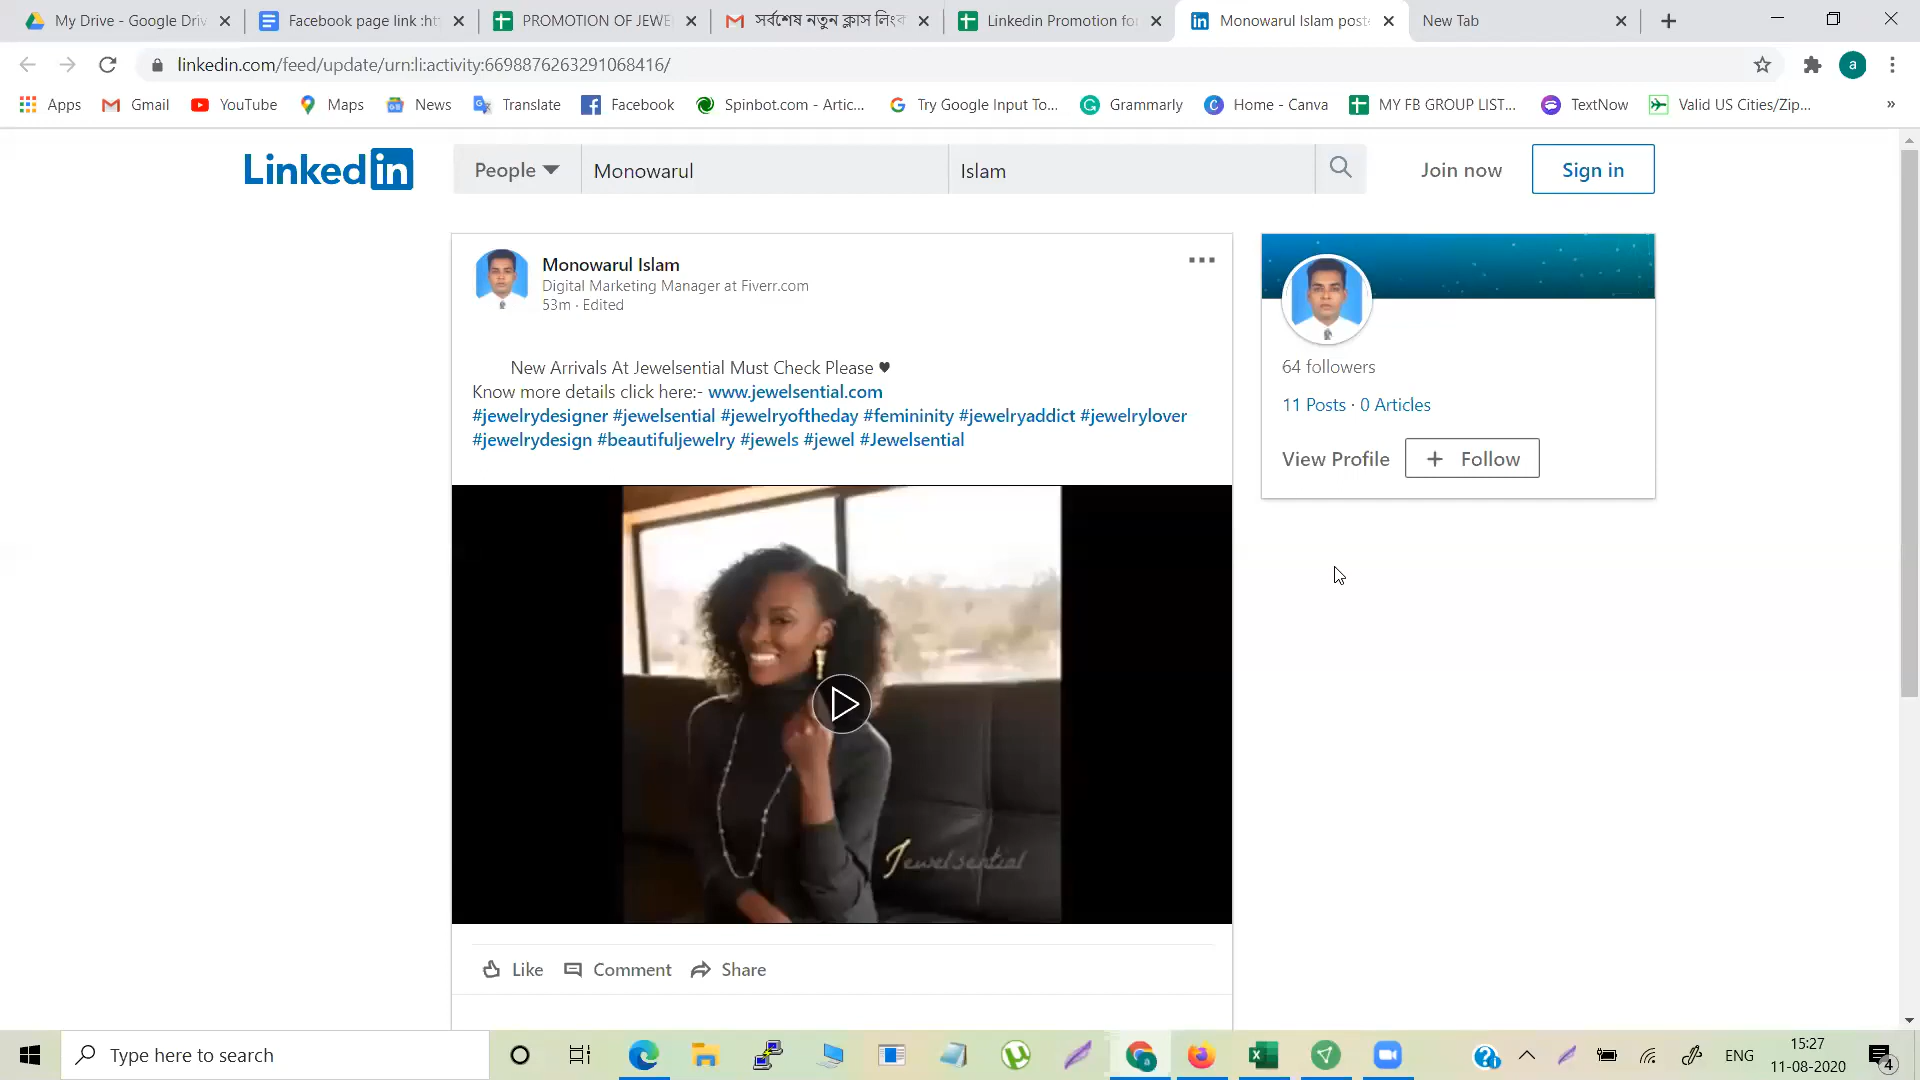 My Drive - Google Driv
Facebook page link :htt
PROMOTION OF JEWE
সর্বশেষ নতুন ক্লাস লিংক
Linkedin Promotion for
Monowarul Islam poste
New Tab
linkedin.com/feed/update/urn:li:activity:6698876263291068416/
a
Apps
Gmail
YouTube
Maps
News
Translate
Facebook
Spinbot.com - Artic...
Try Google Input To...
Grammarly
Home - Canva
MY FB GROUP LIST...
TextNow
Valid US Cities/Zip...
»
Linked in
People
Monowarul
Islam
Join now
Sign in
Monowarul Islam
Digital Marketing Manager at Fiverr.com
53m · Edited
New Arrivals At Jewelsential Must Check Please ♥
Know more details click here:- www.jewelsential.com
#jewelrydesigner #jewelsential #jewelryoftheday #femininity #jewelryaddict #jewelrylover
#jewelrydesign #beautifuljewelry #jewels #jewel #Jewelsential
Jewelsential
Like
Comment
Share
64 followers
11 Posts · 0 Articles
View Profile
+ Follow
Type here to search
ENG
15:27
11-08-2020
4